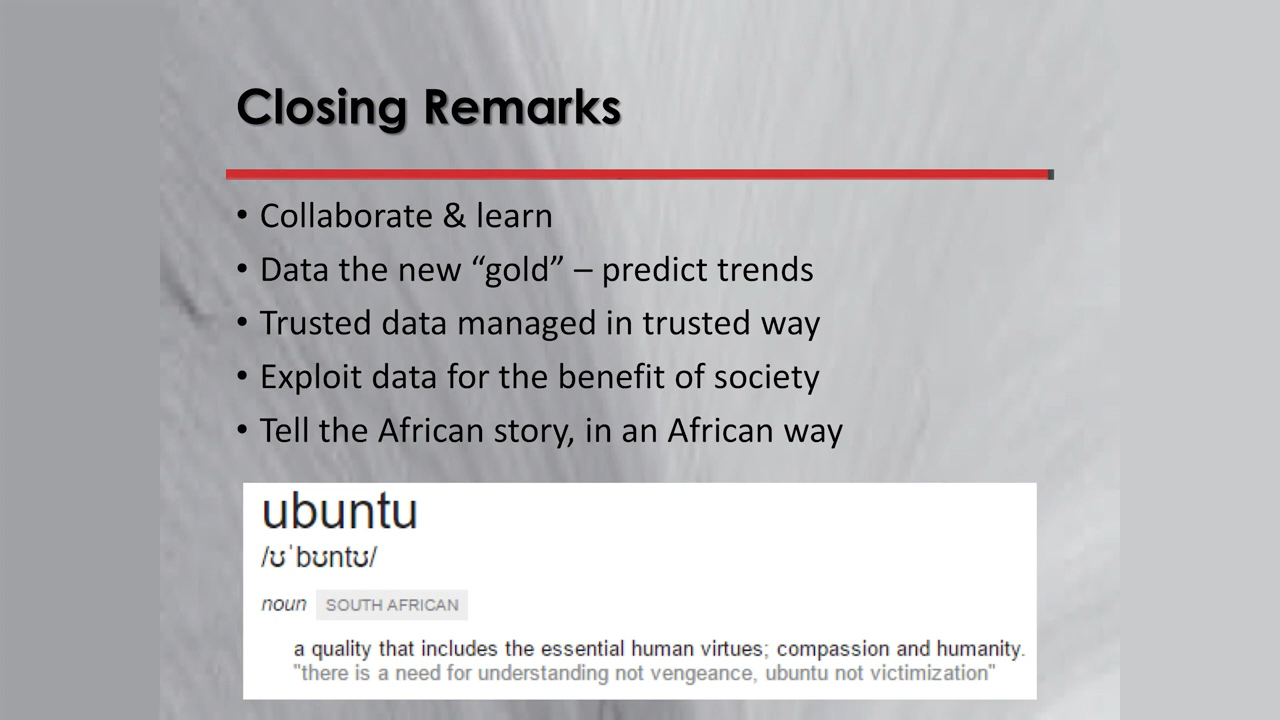 Closing Remarks
• Collaborate & learn
• Data the new “gold” – predict trends
• Trusted data managed in trusted way
• Exploit data for the benefit of society
• Tell the African story, in an African way
ubuntu
/ʊˈbʊntʊ/
noun SOUTH AFRICAN
a quality that includes the essential human virtues; compassion and humanity.
"there is a need for understanding not vengeance, ubuntu not victimization"